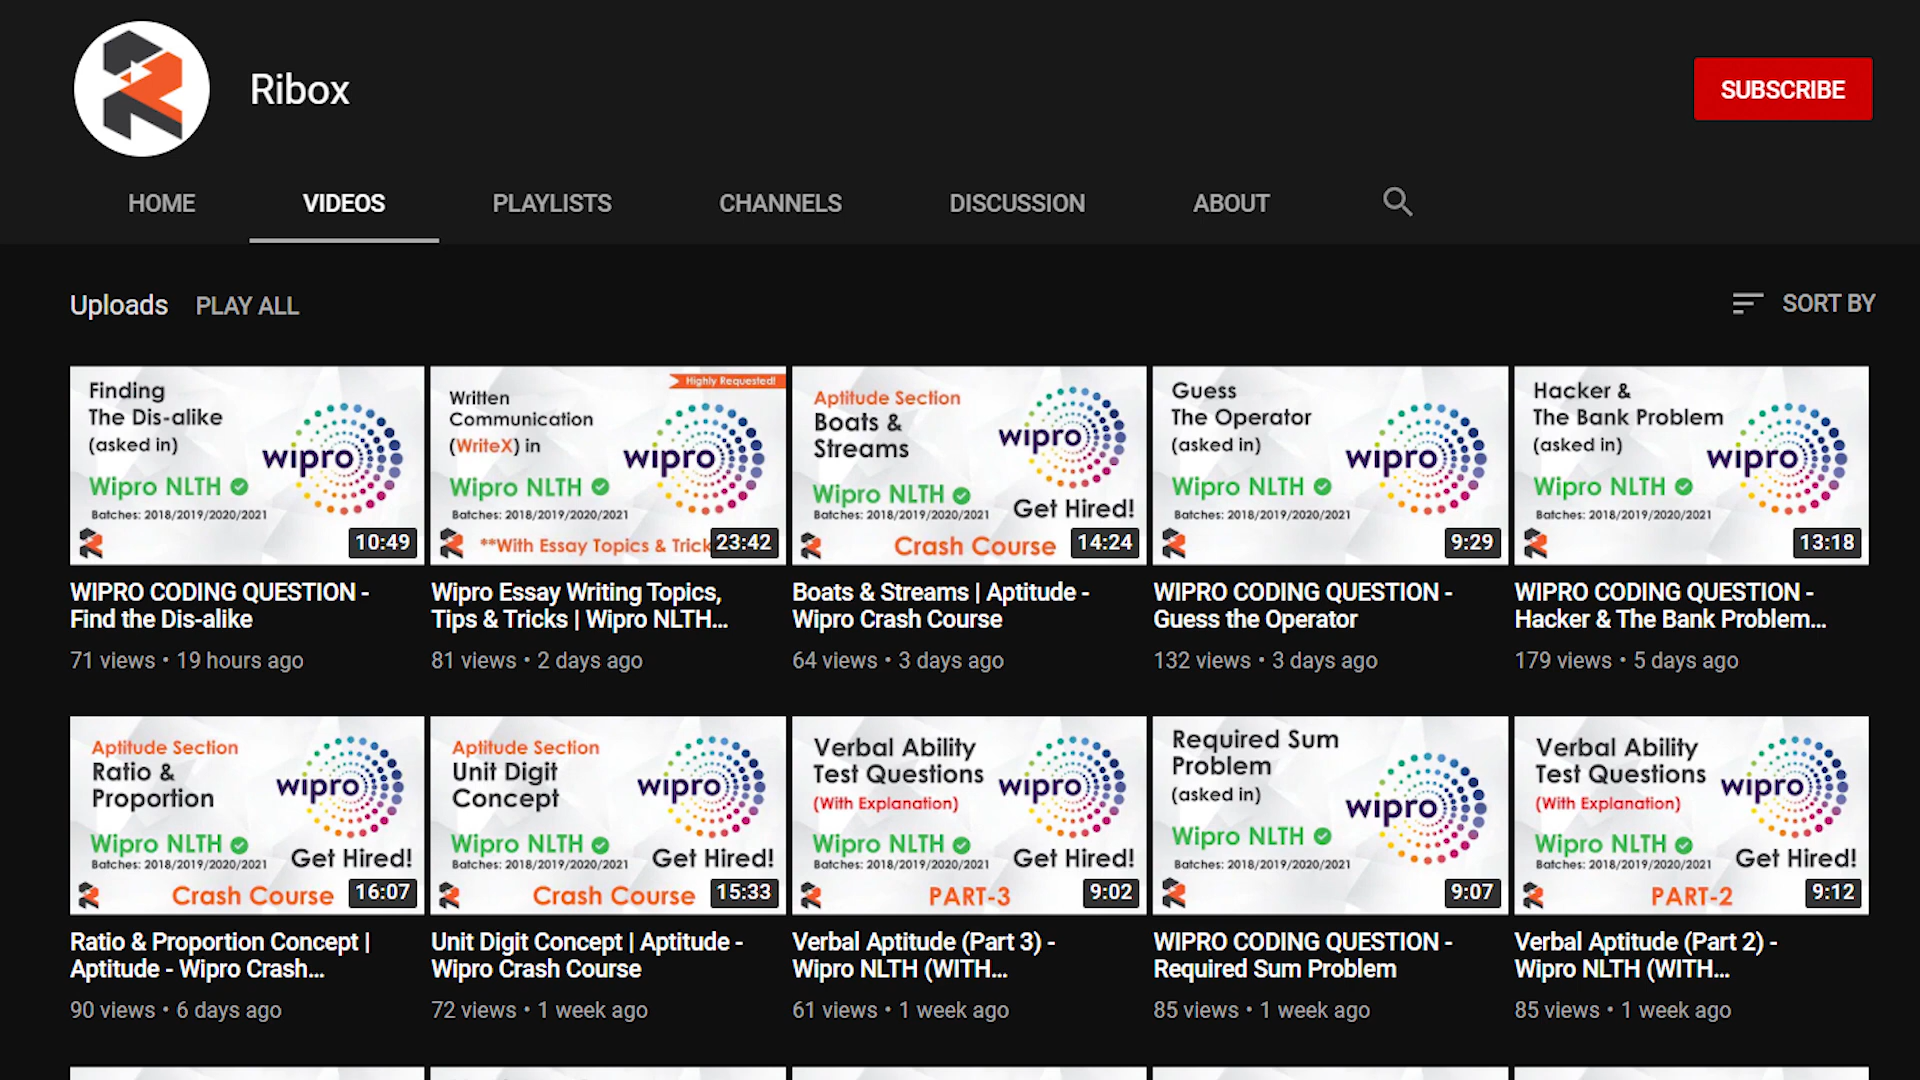 Ribox
SUBSCRIBE
HOME
VIDEOS
PLAYLISTS
CHANNELS
DISCUSSION
ABOUT
Uploads
PLAY ALL
SORT BY
Finding
The Dis-alike
(asked in)
Wipro NLTH
Batches: 2018/2019/2020/2021
wipro
10:49
WIPRO CODING QUESTION -
Find the Dis-alike
71 views • 19 hours ago
Highly Requested!
Written
Communication
(WriteX) in
Wipro NLTH
Batches: 2018/2019/2020/2021
wipro
**With Essay Topics & Trick
23:42
Wipro Essay Writing Topics,
Tips & Tricks | Wipro NLTH...
81 views • 2 days ago
Aptitude Section
Boats &
Streams
Wipro NLTH
Batches: 2018/2019/2020/2021
wipro
Get Hired!
Crash Course
14:24
Boats & Streams | Aptitude -
Wipro Crash Course
64 views • 3 days ago
Guess
The Operator
(asked in)
Wipro NLTH
Batches: 2018/2019/2020/2021
wipro
9:29
WIPRO CODING QUESTION -
Guess the Operator
132 views • 3 days ago
Hacker &
The Bank Problem
(asked in)
Wipro NLTH
Batches: 2018/2019/2020/2021
wipro
13:18
WIPRO CODING QUESTION -
Hacker & The Bank Problem...
179 views • 5 days ago
Aptitude Section
Ratio &
Proportion
Wipro NLTH
Batches: 2018/2019/2020/2021
wipro
Get Hired!
Crash Course
16:07
Ratio & Proportion Concept |
Aptitude - Wipro Crash...
90 views • 6 days ago
Aptitude Section
Unit Digit
Concept
Wipro NLTH
Batches: 2018/2019/2020/2021
wipro
Get Hired!
Crash Course
15:33
Unit Digit Concept | Aptitude -
Wipro Crash Course
72 views • 1 week ago
Verbal Ability
Test Questions
(With Explanation)
Wipro NLTH
Batches: 2018/2019/2020/2021
wipro
Get Hired!
PART-3
9:02
Verbal Aptitude (Part 3) -
Wipro NLTH (WITH...
61 views • 1 week ago
Required Sum
Problem
(asked in)
Wipro NLTH
Batches: 2018/2019/2020/2021
wipro
9:07
WIPRO CODING QUESTION -
Required Sum Problem
85 views • 1 week ago
Verbal Ability
Test Questions
(With Explanation)
Wipro NLTH
Batches: 2018/2019/2020/2021
wipro
Get Hired!
PART-2
9:12
Verbal Aptitude (Part 2) -
Wipro NLTH (WITH...
85 views • 1 week ago